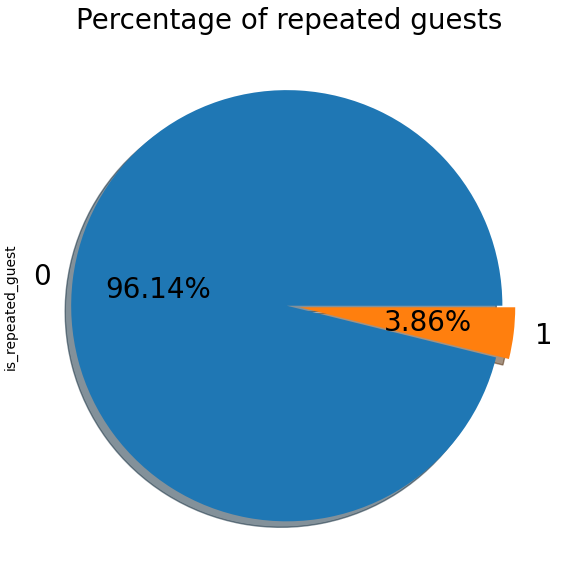 Percentage of repeated guests
is_repeated_guest
0
96.14%
3.86%
1